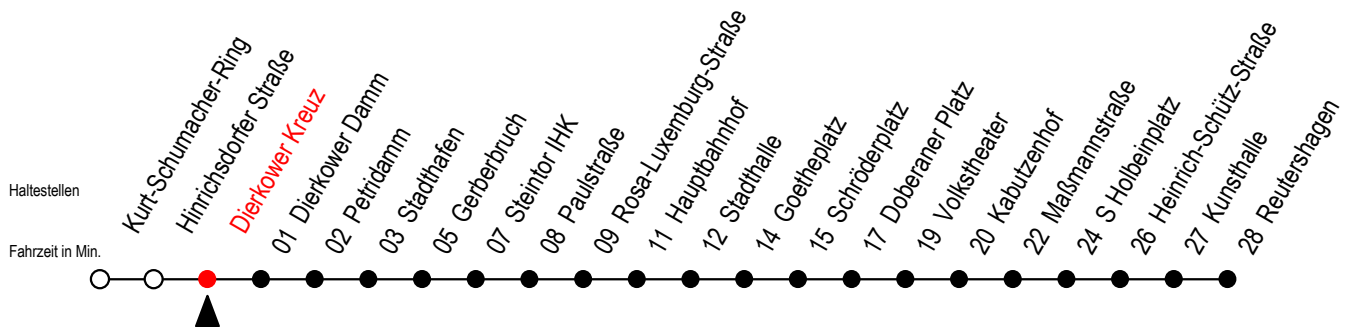 Haltestellen
Fahrzeit in Min.
Kurt-Schumacher-Ring
Hinrichsdorfer Straße
Dierkower Kreuz
01 Dierkower Damm
02 Petridamm
03 Stadthafen
05 Gerberbruch
07 Steintor IHK
08 Paulstraße
09 Rosa-Luxemburg-Straße
11 Hauptbahnhof
12 Stadthalle
14 Goetheplatz
15 Schröderplatz
17 Doberaner Platz
19 Volkstheater
20 Kabutzenhof
22 Maßmannstraße
24 S Holbeinplatz
26 Heinrich-Schütz-Straße
27 Kunsthalle
28 Reutershagen